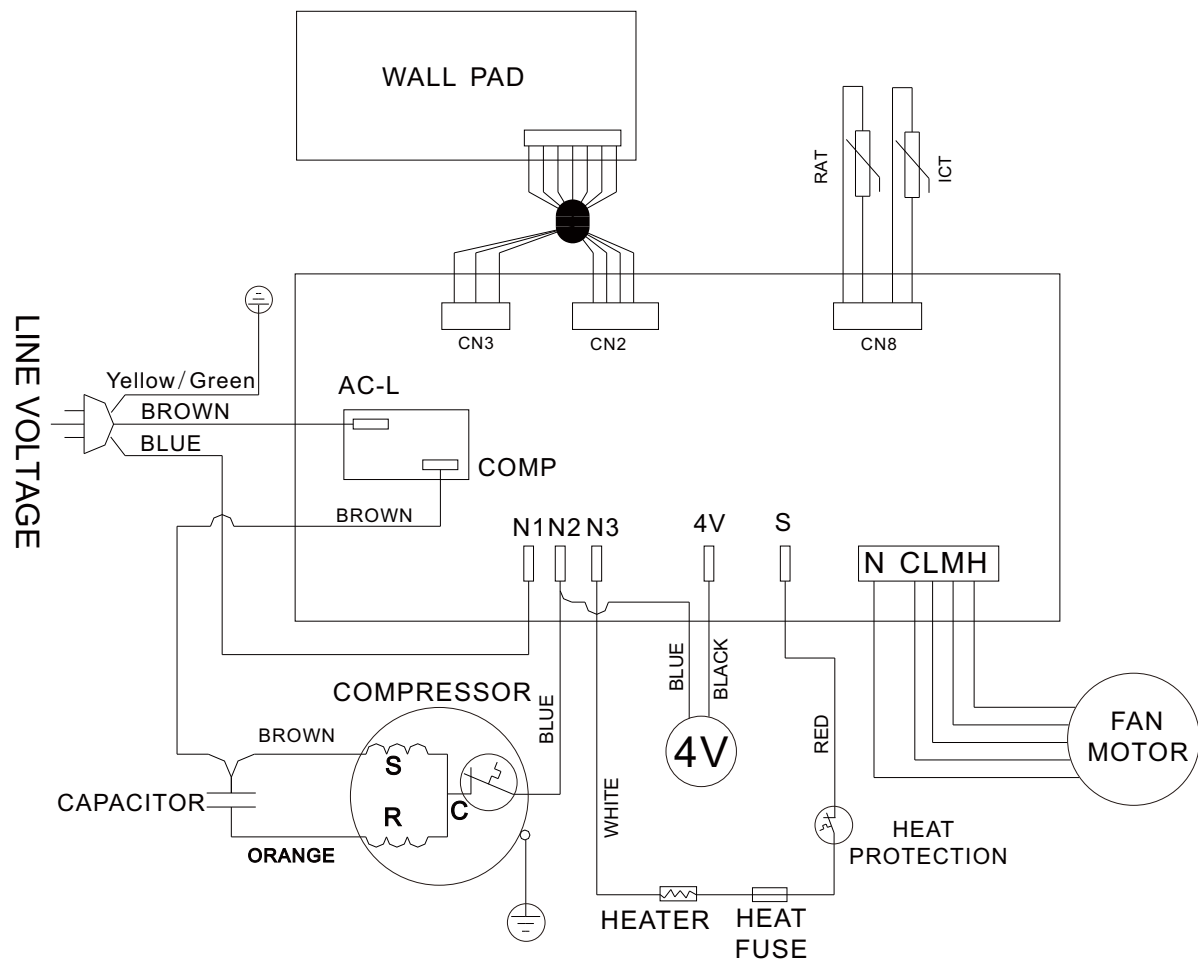 WALL PAD
RAT
ICT
CN3
CN2
CN8
LINE VOLTAGE
Yellow/Green
BROWN
BLUE
AC-L
COMP
BROWN
N1 N2 N3
4V
S
N CLMH
BLUE
BLACK
COMPRESSOR
BLUE
BROWN
S
R
C
CAPACITOR
ORANGE
4V
RED
FAN
MOTOR
WHITE
HEAT
PROTECTION
HEATER
HEAT
FUSE